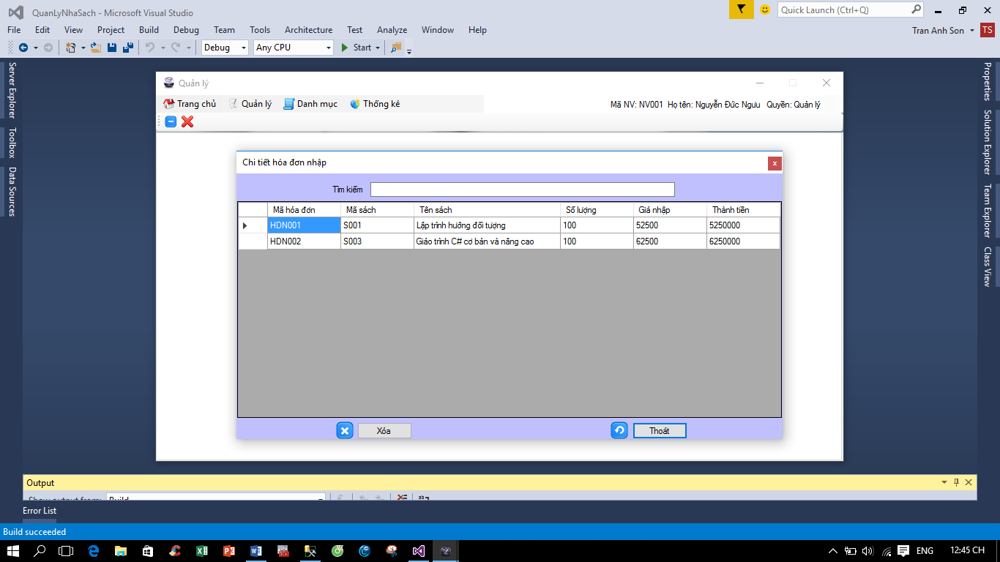 QuanLyNhaSach - Microsoft Visual Studio
Quick Launch (Ctrl+Q)
File Edit View Project Build Debug Team Tools Architecture Test Analyze Window Help
Tran Anh Son TS
Debug Any CPU Start
Server Explorer
Toolbox
Data Sources
Quản lý
Trang chủ Quản lý Danh mục Thống kê
Mã NV: NV001 Họ tên: Nguyễn Đức Ngưu Quyền: Quản lý
Chi tiết hóa đơn nhập
x
Tìm kiếm
Mã hóa đơn Mã sách Tên sách Số lượng Giá nhập Thành tiền
HDN001 S001 Lập trình hướng đối tượng 100 52500 5250000
HDN002 S003 Giáo trình C# cơ bản và nâng cao 100 62500 6250000
Xóa Thoát
Properties
Solution Explorer
Team Explorer
Class View
Output
Show output from: Build
Error List
Build succeeded
ENG 12:45 CH